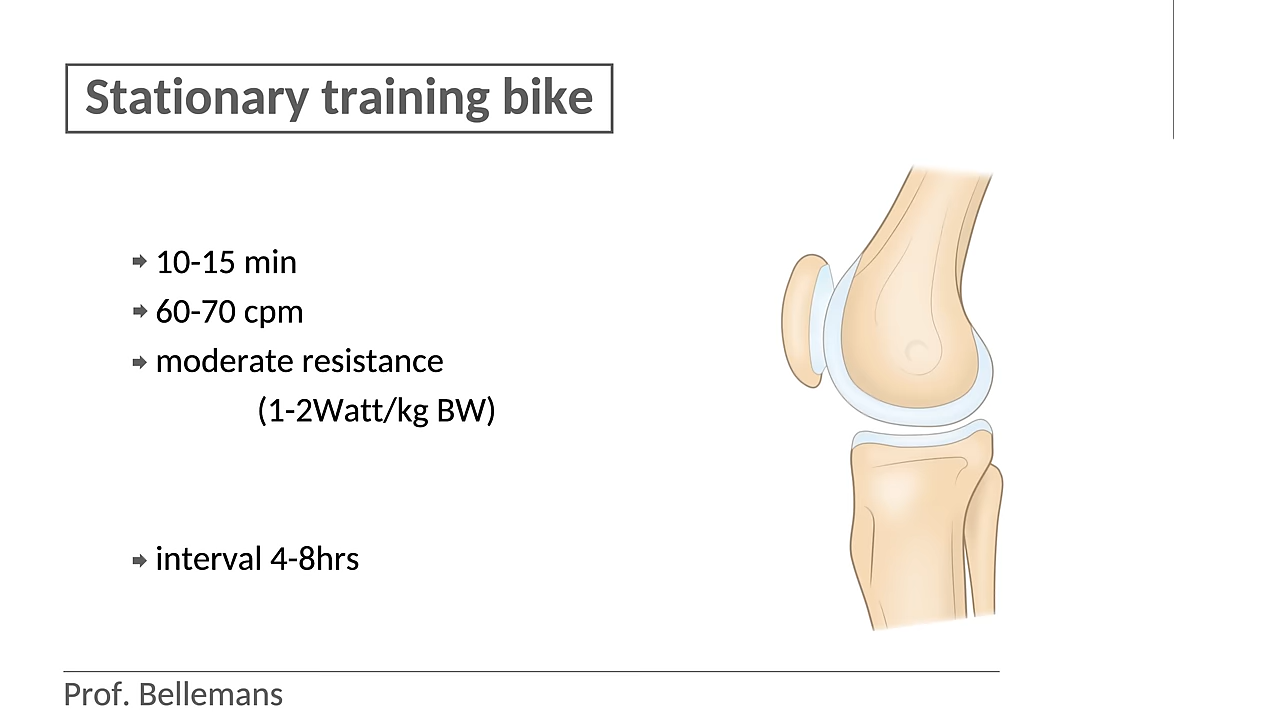 Stationary training bike
10-15 min
60-70 cpm
moderate resistance
(1-2Watt/kg BW)
interval 4-8hrs
Prof. Bellemans